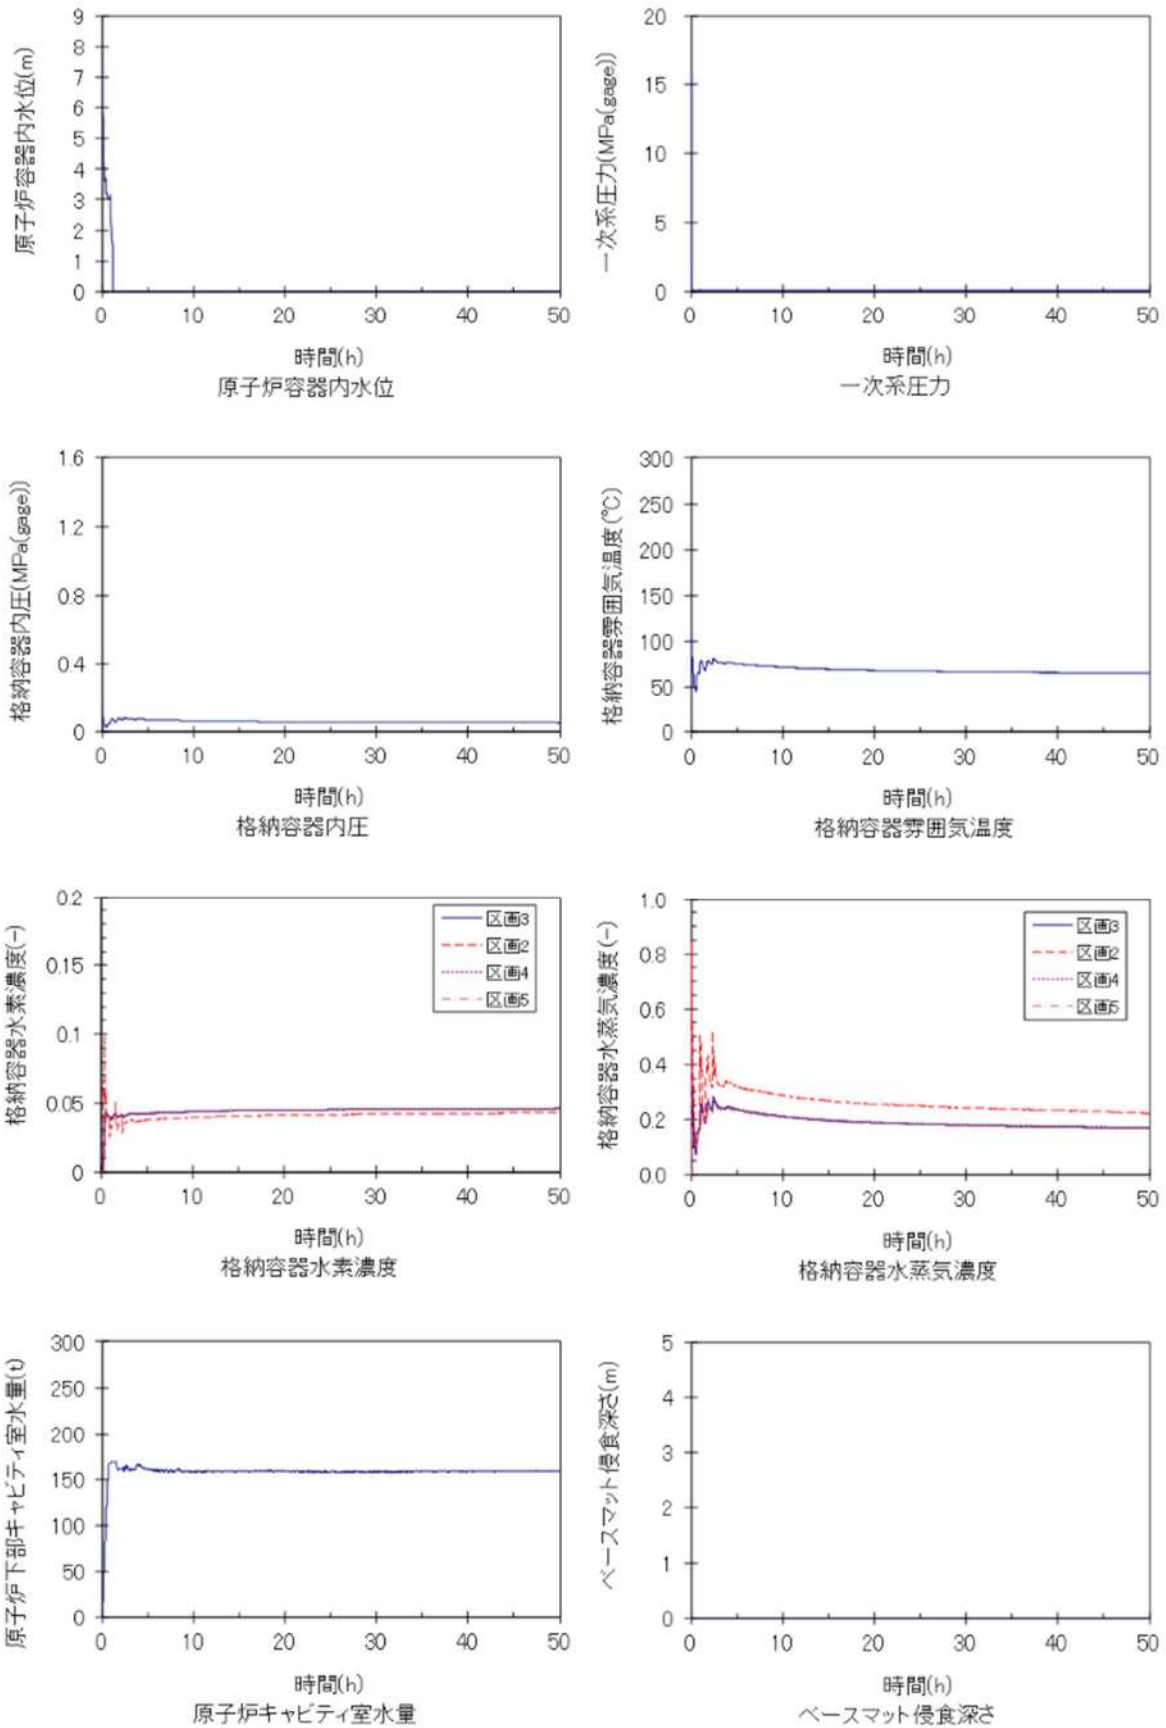 原子炉容器内水位(m)
9
8
7
6
5
4
3
2
1
0
0 10 20 30 40 50
時間(h)
原子炉容器内水位
一次系圧力(MPa(gage))
20
15
10
5
0
0 10 20 30 40 50
時間(h)
一次系圧力
格納容器内圧(MPa(gage))
1.6
1.2
0.8
0.4
0
0 10 20 30 40 50
時間(h)
格納容器内圧
格納容器雰囲気温度(℃)
300
250
200
150
100
50
0
0 10 20 30 40 50
時間(h)
格納容器雰囲気温度
格納容器水素濃度(-)
0.2
0.15
0.1
0.05
0
区画3
区画2
区画4
区画5
0 10 20 30 40 50
時間(h)
格納容器水素濃度
格納容器水蒸気濃度(-)
1.0
0.8
0.6
0.4
0.2
0.0
区画3
区画2
区画4
区画5
0 10 20 30 40 50
時間(h)
格納容器水蒸気濃度
原子炉下部キャビティ室水量(t)
300
250
200
150
100
50
0
0 10 20 30 40 50
時間(h)
原子炉キャビティ室水量
ベースマット侵食深さ(m)
5
4
3
2
1
0
0 10 20 30 40 50
時間(h)
ベースマット侵食深さ